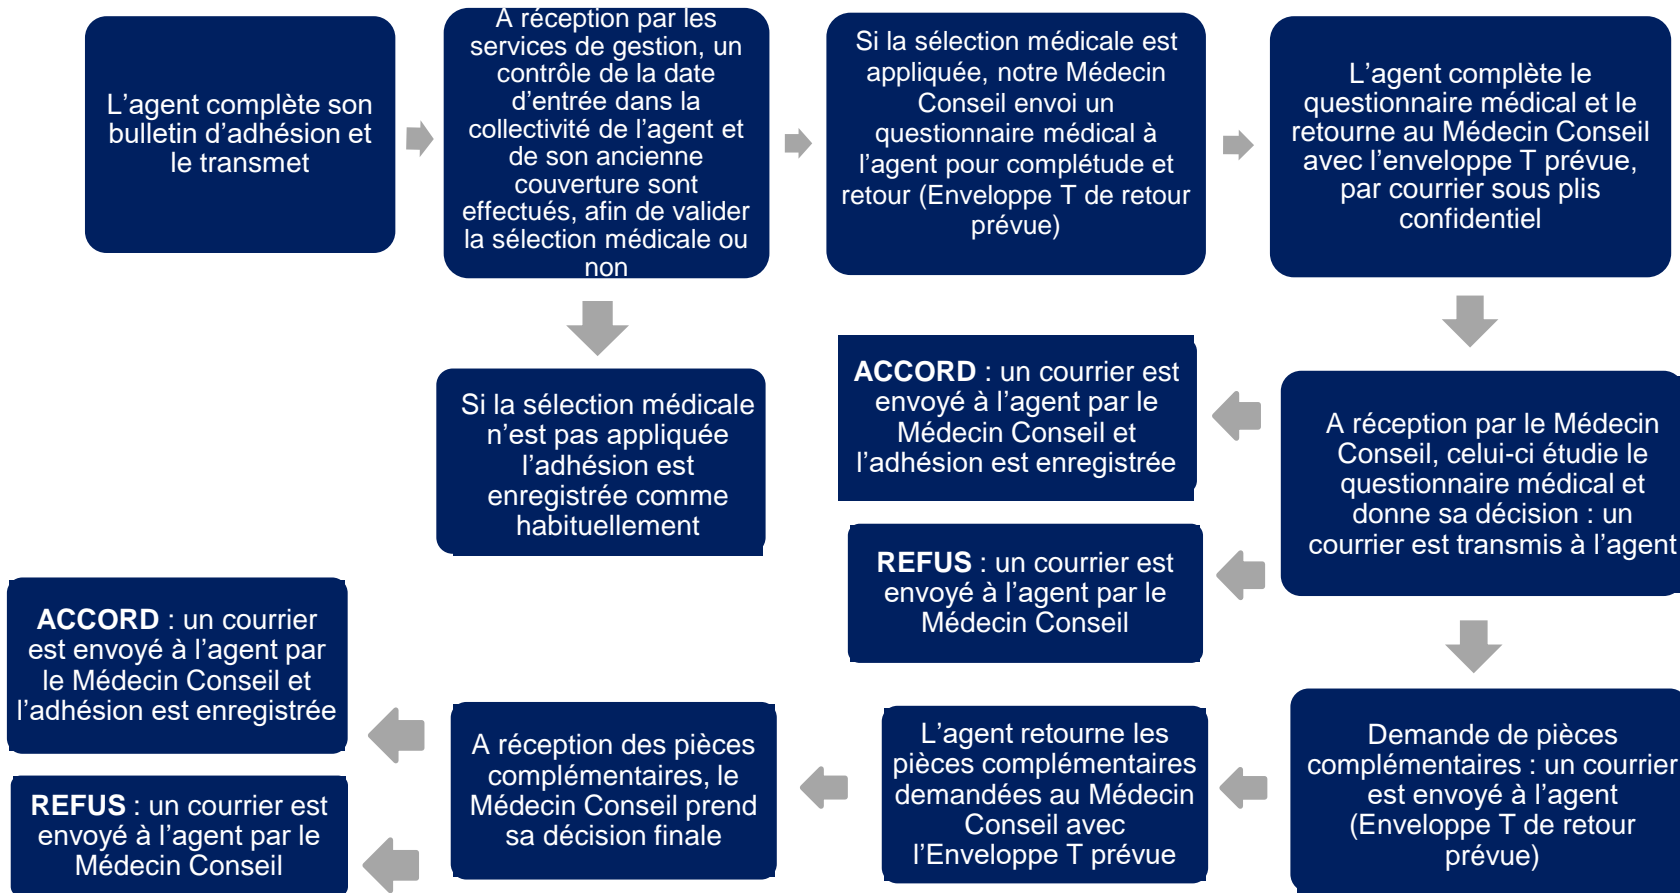 L'agent complète son
bulletin d'adhésion et
le transmet
A réception par les
services de gestion, un
contrôle de la date
d'entrée dans la
collectivité de l'agent et
de son ancienne
couverture sont
effectués, afin de valider
la sélection médicale ou
non
Si la sélection médicale est
appliquée, notre Médecin
Conseil envoi un
questionnaire médical à
l'agent pour complétude et
retour (Enveloppe T de retour
prévue)
L'agent complète le
questionnaire médical et le
retourne au Médecin Conseil
avec l'enveloppe T prévue,
par courrier sous plis
confidentiel
Si la sélection médicale
n'est pas appliquée
l'adhésion est
enregistrée comme
habituellement
ACCORD : un courrier est
envoyé à l'agent par le
Médecin Conseil et
l'adhésion est enregistrée
A réception par le Médecin
Conseil, celui-ci étudie le
questionnaire médical et
donne sa décision : un
courrier est transmis à l'agent
REFUS : un courrier est
envoyé à l'agent par le
Médecin Conseil
ACCORD : un courrier
est envoyé à l'agent par
le Médecin Conseil et
l'adhésion est enregistrée
REFUS : un courrier est
envoyé à l'agent par le
Médecin Conseil
A réception des pièces
complémentaires, le
Médecin Conseil prend
sa décision finale
L'agent retourne les
pièces complémentaires
demandées au Médecin
Conseil avec
l'Enveloppe T prévue
Demande de pièces
complémentaires : un courrier
est envoyé à l'agent
(Enveloppe T de retour
prévue)